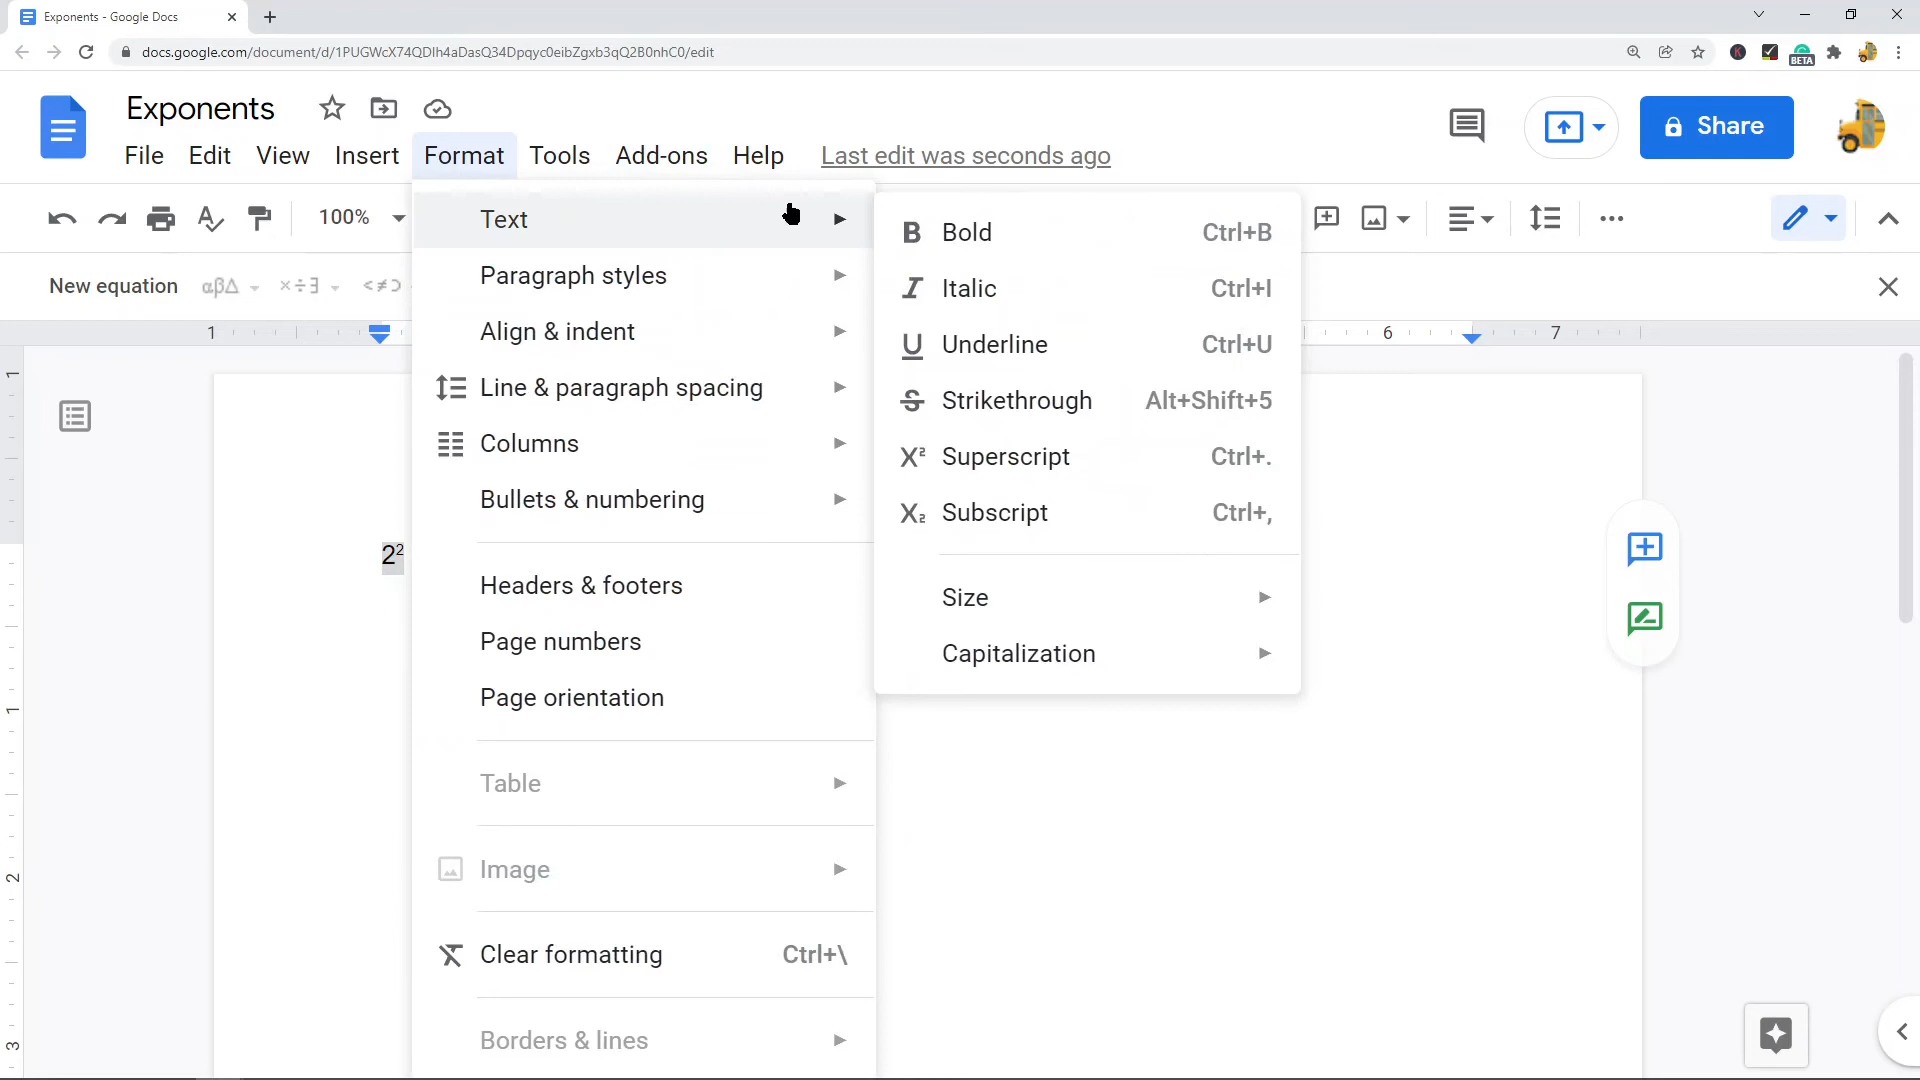 Exponents - Google Docs
docs.google.com/document/d/1PUGWcX74QDIh4aDasQ34Dpqyc0eibZgxb3qQ2B0nhC0/edit
BETA
Exponents
File Edit View Insert Format Tools Add-ons Help Last edit was seconds ago
Share
100%
New equation αβΔ ×÷∃ <≠⊃
1 6 7
Text
Paragraph styles
Align & indent
Line & paragraph spacing
Columns
Bullets & numbering
Headers & footers
Page numbers
Page orientation
Table
Image
Clear formatting Ctrl+\
Borders & lines
B Bold Ctrl+B
I Italic Ctrl+I
U Underline Ctrl+U
S Strikethrough Alt+Shift+5
X² Superscript Ctrl+.
X₂ Subscript Ctrl+,
Size
Capitalization
2²
1
1
2
3